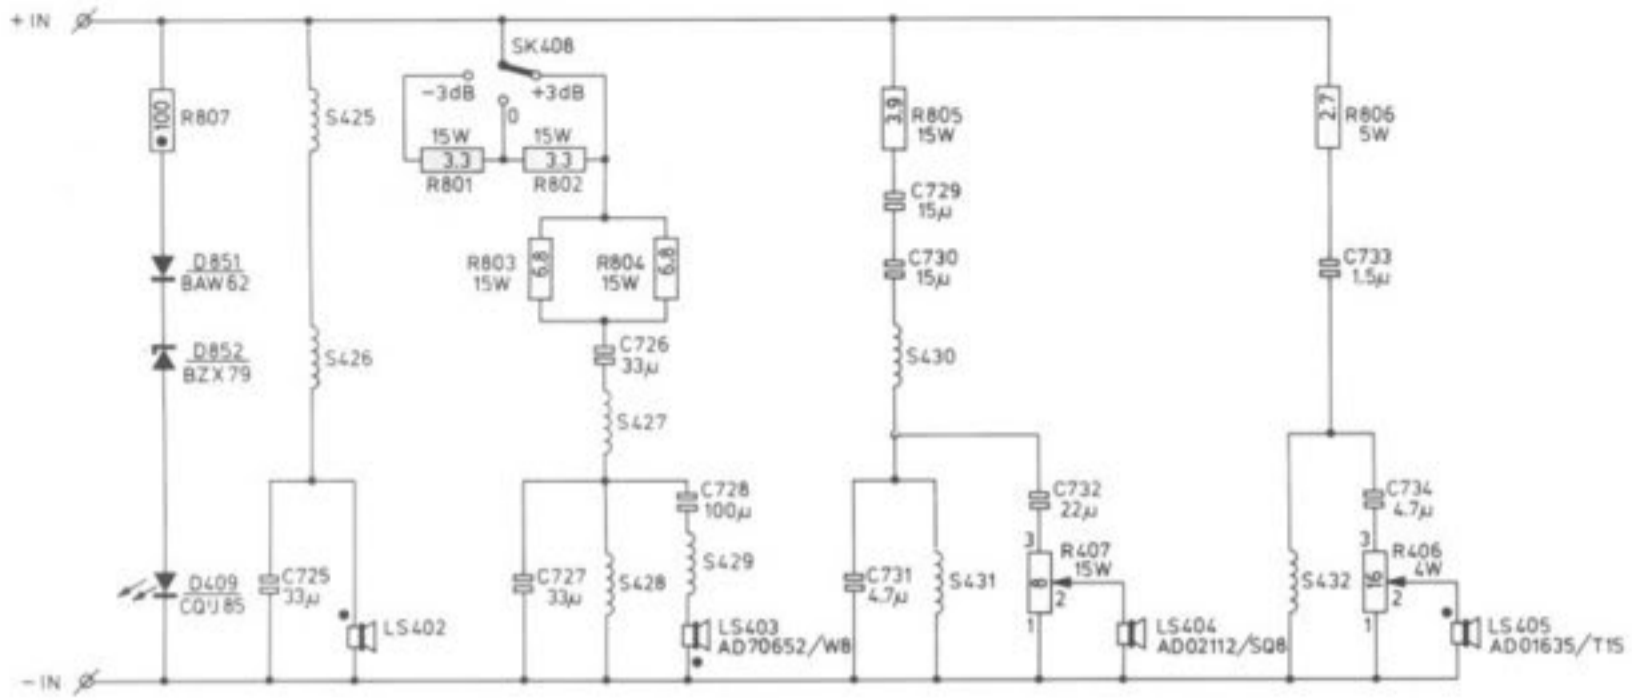 + IN
SK408
-3dB
+3dB
0
100
R807
S425
15W
15W
3.3
3.3
R801
R802
3.9
R805
15W
2.7
R806
5W
C729
15µ
D851
BAW62
R803
15W
6.8
R804
15W
6.8
C730
15µ
C733
1.5µ
D852
BZX79
S426
C726
33µ
S430
S427
C728
100µ
C732
22µ
C734
4.7µ
D409
CQY85
C725
33µ
C727
33µ
S428
S429
C731
4.7µ
S431
3
8
R407
15W
2
1
S432
3
16
R406
4W
2
1
LS402
LS403
AD70652/W8
LS404
AD02112/SQ8
LS405
AD01635/T15
- IN